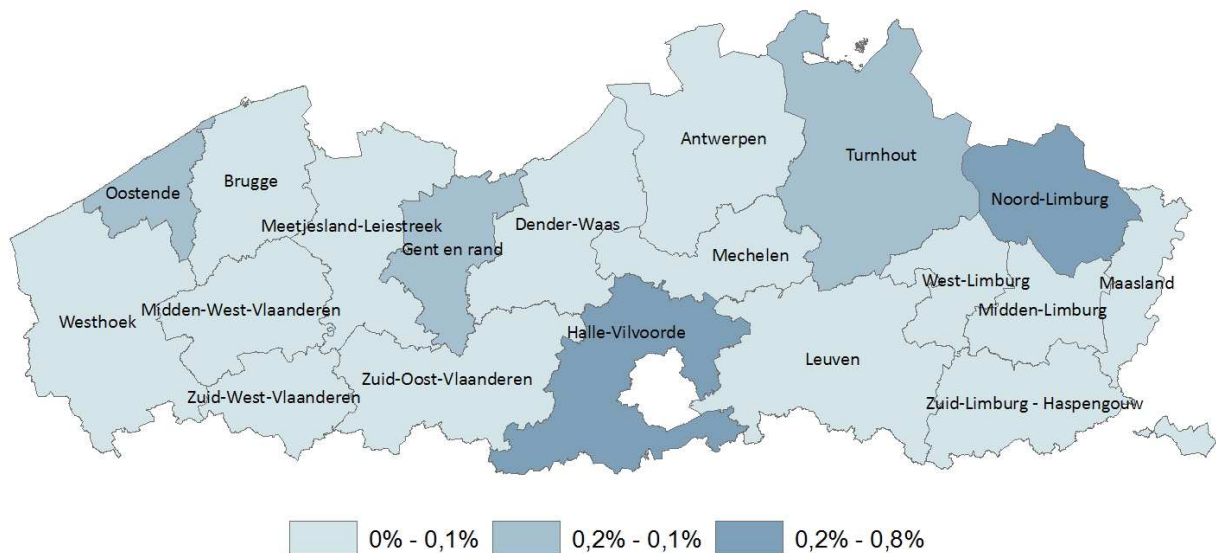 Antwerpen
Turnhout
Oostende
Brugge
Noord-Limburg
Meetjesland-Leiestreek
Dender-Waas
Gent en rand
Mechelen
West-Limburg
Maasland
Midden-West-Vlaanderen
Midden-Limburg
Westhoek
Halle-Vilvoorde
Leuven
Zuid-Oost-Vlaanderen
Zuid-West-Vlaanderen
Zuid-Limburg - Haspengouw
0% - 0,1% 0,2% - 0,1% 0,2% - 0,8%